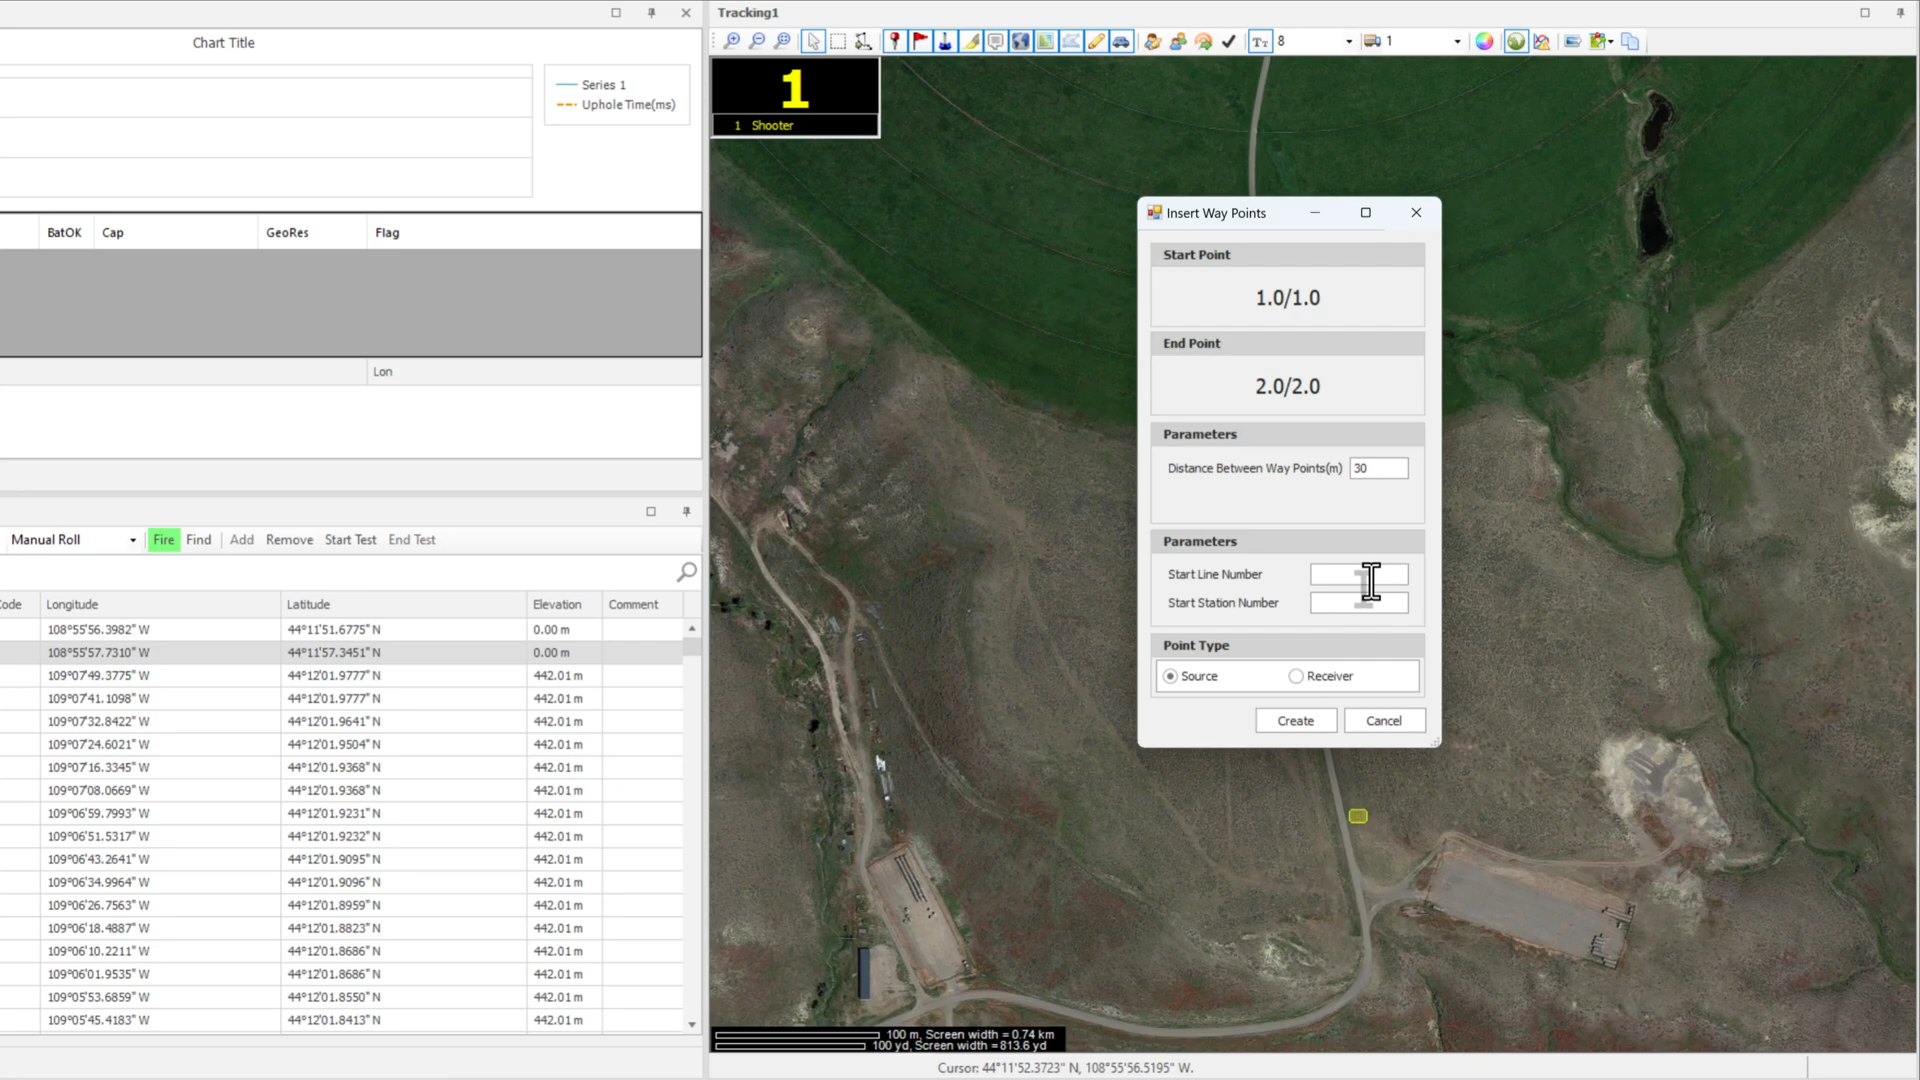 Tracking1
Chart Title
Series 1
Uphole Time(ms)
8
1
1
1 Shooter
BatOK Cap GeoRes Flag
Lon
Insert Way Points
Start Point
1.0/1.0
End Point
2.0/2.0
Parameters
Distance Between Way Points(m) 30
Parameters
Start Line Number
Start Station Number
Point Type
Source Receiver
Create Cancel
Manual Roll Fire Find Add Remove Start Test End Test
Code Longitude Latitude Elevation Comment
108°55'56.3982" W 44°11'51.6775" N 0.00 m
108°55'57.7310" W 44°11'57.3451" N 0.00 m
109°07'49.3775" W 44°12'01.9777" N 442.01 m
109°07'41.1098" W 44°12'01.9777" N 442.01 m
109°07'32.8422" W 44°12'01.9641" N 442.01 m
109°07'24.6021" W 44°12'01.9504" N 442.01 m
109°07'16.3345" W 44°12'01.9368" N 442.01 m
109°07'08.0669" W 44°12'01.9368" N 442.01 m
109°06'59.7993" W 44°12'01.9231" N 442.01 m
109°06'51.5317" W 44°12'01.9232" N 442.01 m
109°06'43.2641" W 44°12'01.9095" N 442.01 m
109°06'34.9964" W 44°12'01.9096" N 442.01 m
109°06'26.7563" W 44°12'01.8959" N 442.01 m
109°06'18.4887" W 44°12'01.8823" N 442.01 m
109°06'10.2211" W 44°12'01.8686" N 442.01 m
109°06'01.9535" W 44°12'01.8686" N 442.01 m
109°05'53.6859" W 44°12'01.8550" N 442.01 m
109°05'45.4183" W 44°12'01.8413" N 442.01 m
100 m, Screen width = 0.74 km
100 yd, Screen width = 813.6 yd
Cursor: 44°11'52.3723" N, 108°55'56.5195" W.